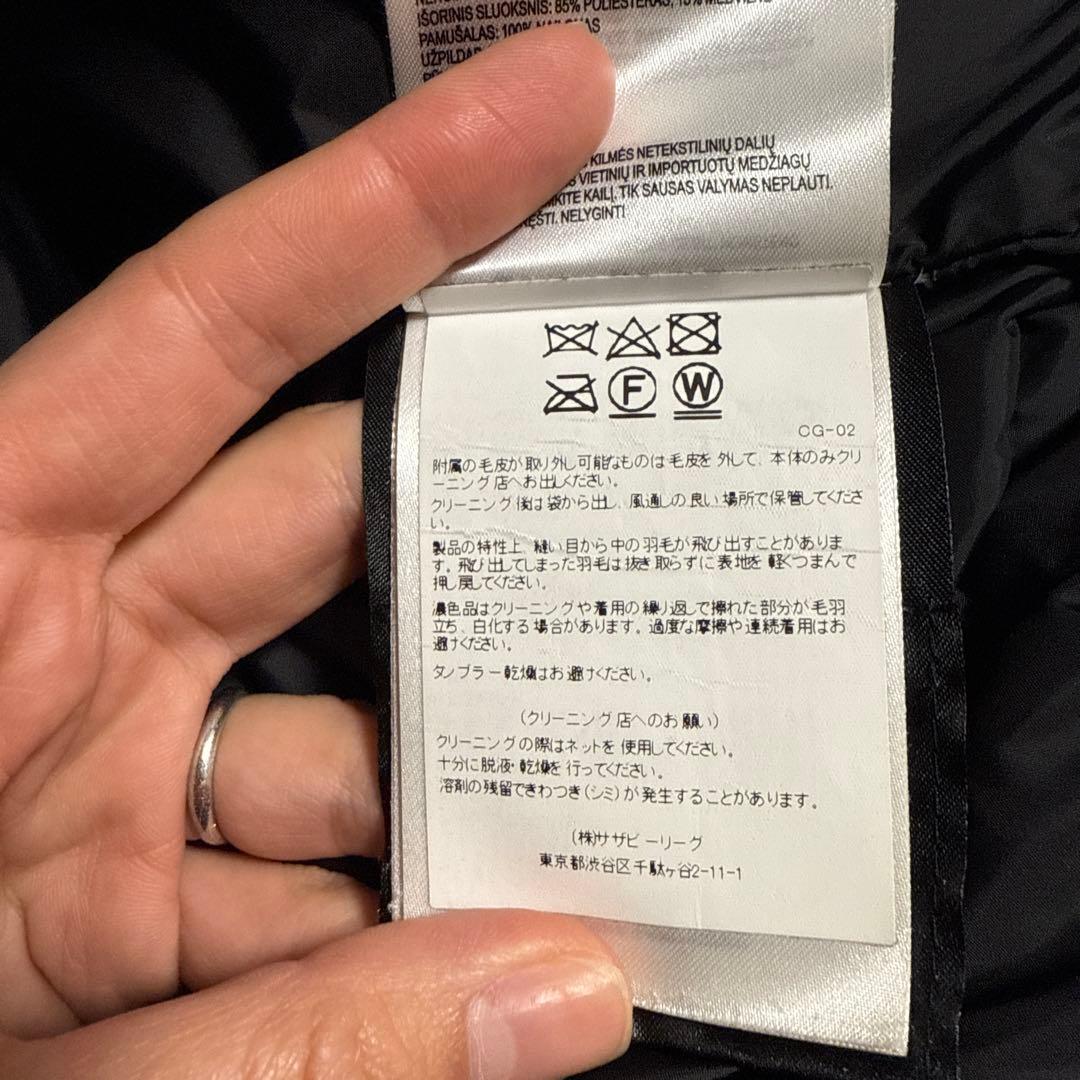 IŠORINIS SLUOKSNIS: 85% POLIESTERAS, 15%
PAMUŠALAS: 100%
KILMĖS NETEKSTILINIŲ DALIŲ
VIETINIŲ IR IMPORTUOTŲ MEDŽIAGŲ
KAILĮ, TIK SAUSAS VALYMAS NEPLAUTI.
NELYGINTI
F W
CG-02
附属の毛皮が取り外し可能なものは毛皮を外して、本体のみクリ
ーニング店へお出しください。
クリーニング後は袋から出し、風通しの良い場所で保管してくださ
い。
製品の特性上、縫い目から中の羽毛が飛び出すことがありま
す。飛び出してしまった羽毛は抜き取らずに表地を軽くつまんで
押し戻してください。
濃色品はクリーニングや着用の繰り返しで擦れた部分が毛羽
立ち、白化する場合があります。過度な摩擦や連続着用はお
避けください。
タンブラー乾燥はお避けください。
(クリーニング店へのお願い)
クリーニングの際はネットを使用してください。
十分に脱液・乾燥を行ってください。
溶剤の残留できわつき(シミ)が発生することがあります。
(株)サザビーリーグ
東京都渋谷区千駄ヶ谷2-11-1